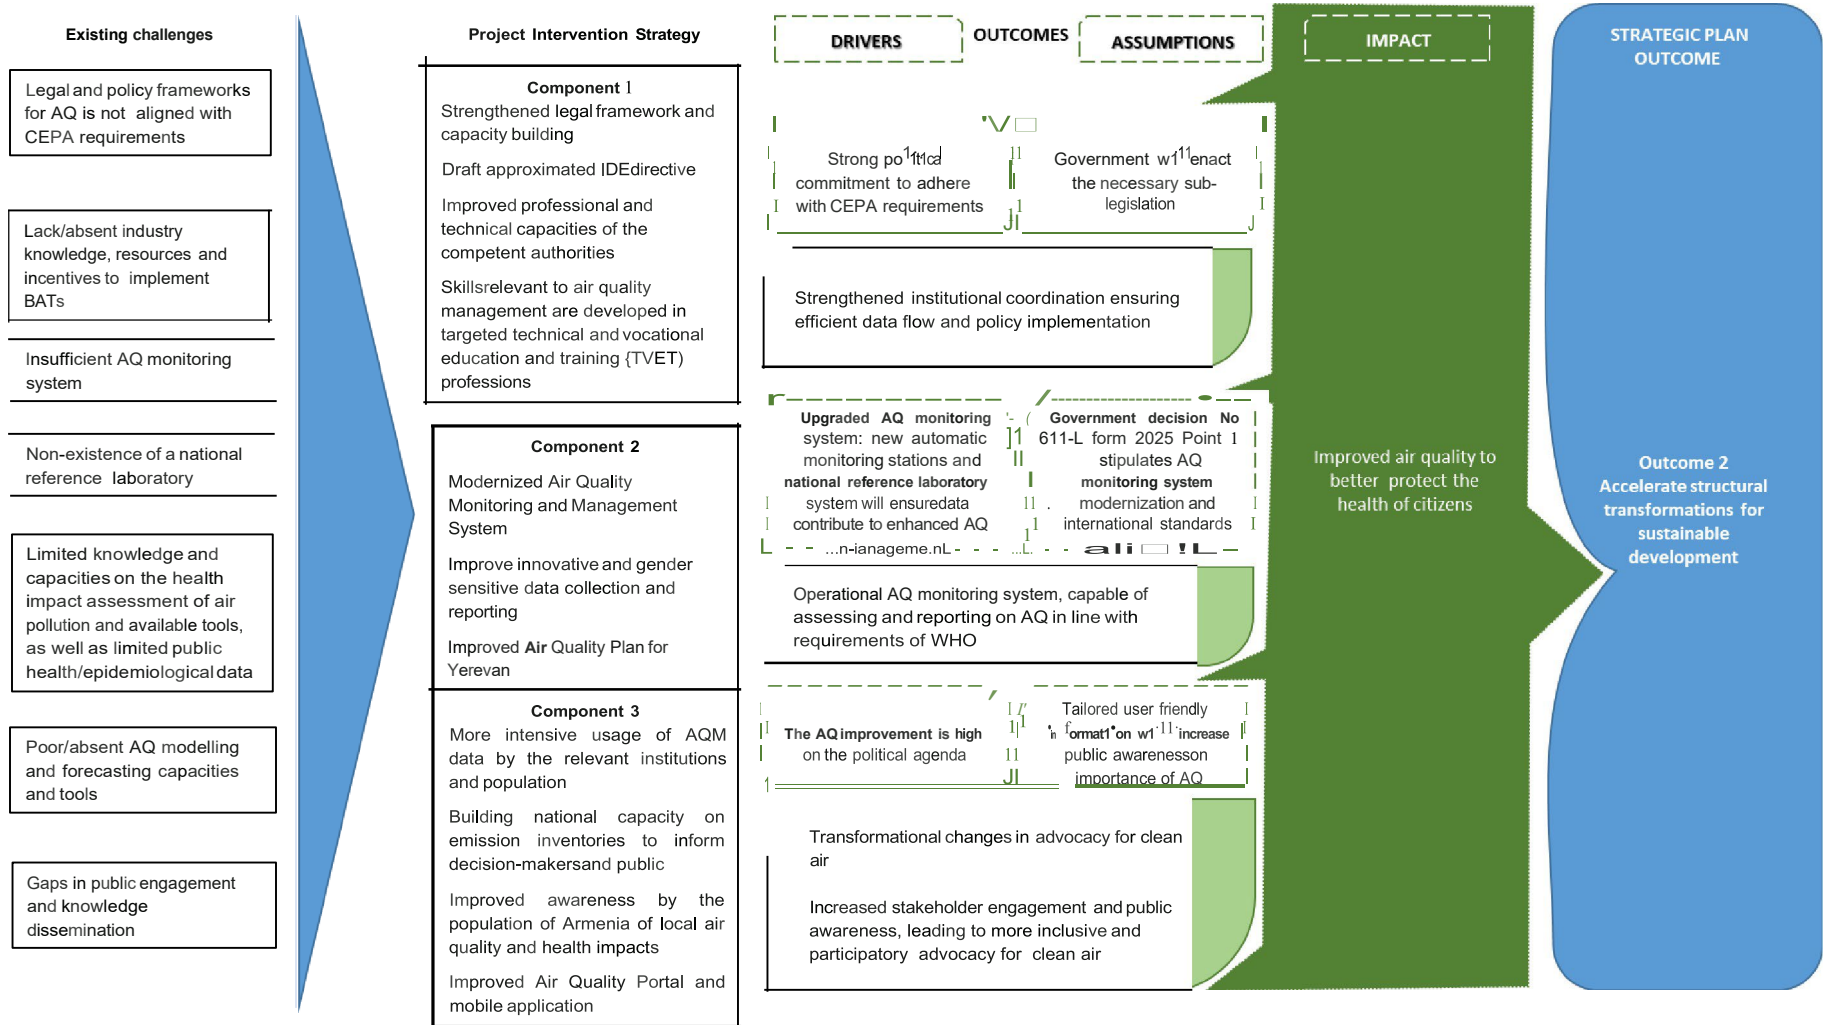 Existing challenges
Legal and policy frameworks
for AQ is not aligned with
CEPA requirements
Lack/absent industry
knowledge, resources and
incentives to implement
BATs
Insufficient AQ monitoring
system
Non-existence of a national
reference laboratory
Limited knowledge and
capacities on the health
impact assessment of air
pollution and available tools,
as well as limited public
health/epidemiological data
Poor/absent AQ modelling
and forecasting capacities
and tools
Gaps in public engagement
and knowledge
dissemination
Project Intervention Strategy
Component 1
Strengthened legal framework and
capacity building
Draft approximated IDEdirective
Improved professional and
technical capacities of the
competent authorities
Skillsrelevant to air quality
management are developed in
targeted technical and vocational
education and training {TVET)
professions
Component 2
Modernized Air Quality
Monitoring and Management
System
Improve innovative and gender
sensitive data collection and
reporting
Improved Air Quality Plan for
Yerevan
Component 3
More intensive usage of AQM
data by the relevant institutions
and population
Building national capacity on
emission inventories to inform
decision-makersand public
Improved awareness by the
population of Armenia of local air
quality and health impacts
Improved Air Quality Portal and
mobile application
DRIVERS
OUTCOMES
ASSUMPTIONS
Strong
commitment to adhere
with CEPA requirements
Government enact
the necessary sub-
legislation
Strengthened institutional coordination ensuring
efficient data flow and policy implementation
Upgraded AQ monitoring
system: new automatic
monitoring stations and
national reference laboratory
system will ensuredata
contribute to enhanced AQ
Government decision No
611-L form 2025 Point 1
stipulates AQ
monitoring system
modernization and
international standards
Operational AQ monitoring system, capable of
assessing and reporting on AQ in line with
requirements of WHO
The AQ improvement is high
on the political agenda
Tailored user friendly
increase
public awarenesson
importance of AQ
Transformational changes in advocacy for clean
air
Increased stakeholder engagement and public
awareness, leading to more inclusive and
participatory advocacy for clean air
IMPACT
Improved air quality to
better protect the
health of citizens
STRATEGIC PLAN
OUTCOME
Outcome 2
Accelerate structural
transformations for
sustainable
development